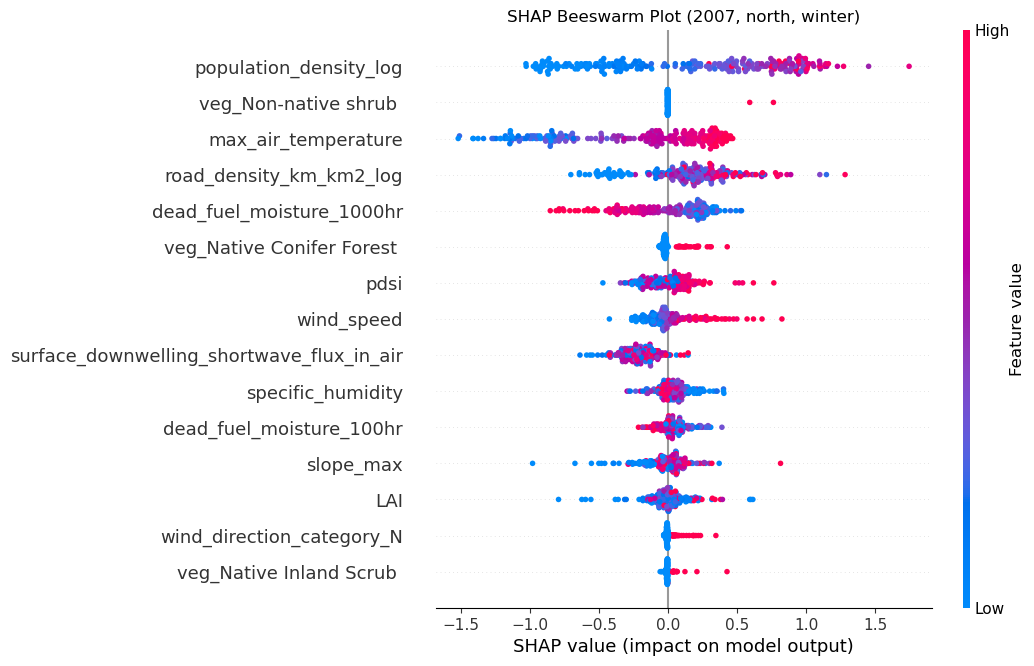 SHAP Beeswarm Plot (2007, north, winter)
High
population_density_log
veg_Non-native shrub
max_air_temperature
road_density_km_km2_log
dead_fuel_moisture_1000hr
veg_Native Conifer Forest
pdsi
wind_speed
surface_downwelling_shortwave_flux_in_air
specific_humidity
dead_fuel_moisture_100hr
slope_max
LAI
wind_direction_category_N
veg_Native Inland Scrub
Feature value
Low
−1.5 −1.0 −0.5 0.0 0.5 1.0 1.5
SHAP value (impact on model output)